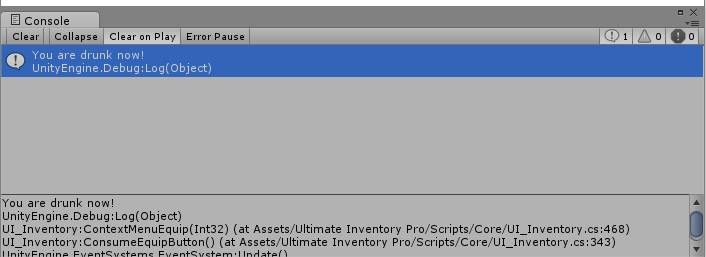 Console
Clear Collapse Clear on Play Error Pause 1 0 0
You are drunk now!
UnityEngine.Debug:Log(Object)
You are drunk now!
UnityEngine.Debug:Log(Object)
UI_Inventory:ContextMenuEquip(Int32) (at Assets/Ultimate Inventory Pro/Scripts/Core/UI_Inventory.cs:468)
UI_Inventory:ConsumeEquipButton() (at Assets/Ultimate Inventory Pro/Scripts/Core/UI_Inventory.cs:343)
UnityEngine.EventSystems.EventSystem:Update()